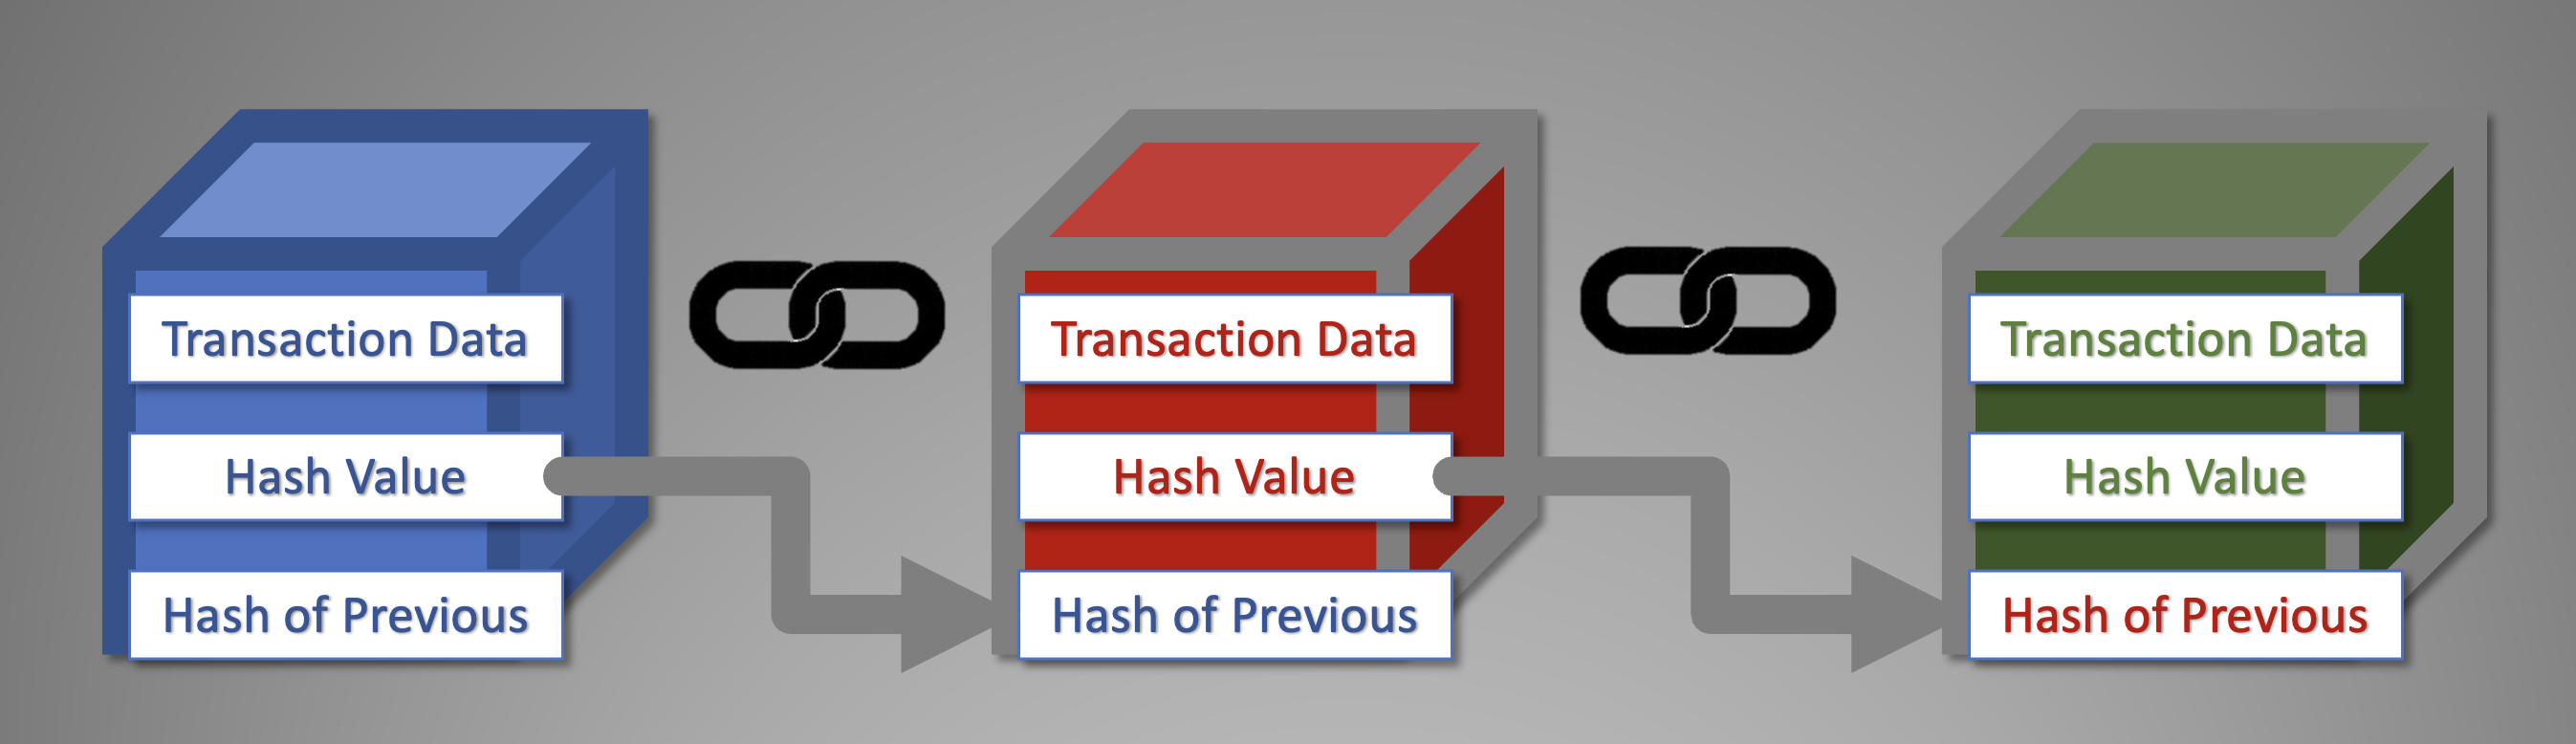 Transaction Data
Hash Value
Hash of Previous
Transaction Data
Hash Value
Hash of Previous
Transaction Data
Hash Value
Hash of Previous